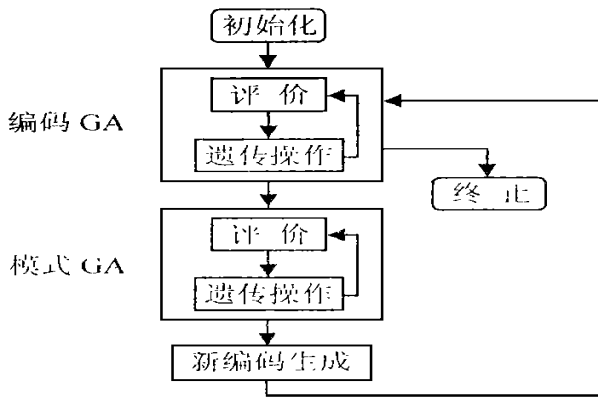 初始化
评 价
编码 GA
遗传操作
终 止
评 价
模式 GA
遗传操作
新编码生成